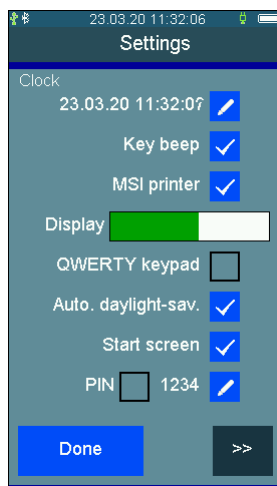 23.03.20 11:32:06
Settings
Clock
23.03.20 11:32:07
Key beep
MSI printer
Display
QWERTY keypad
Auto. daylight-sav.
Start screen
PIN 1234
Done >>